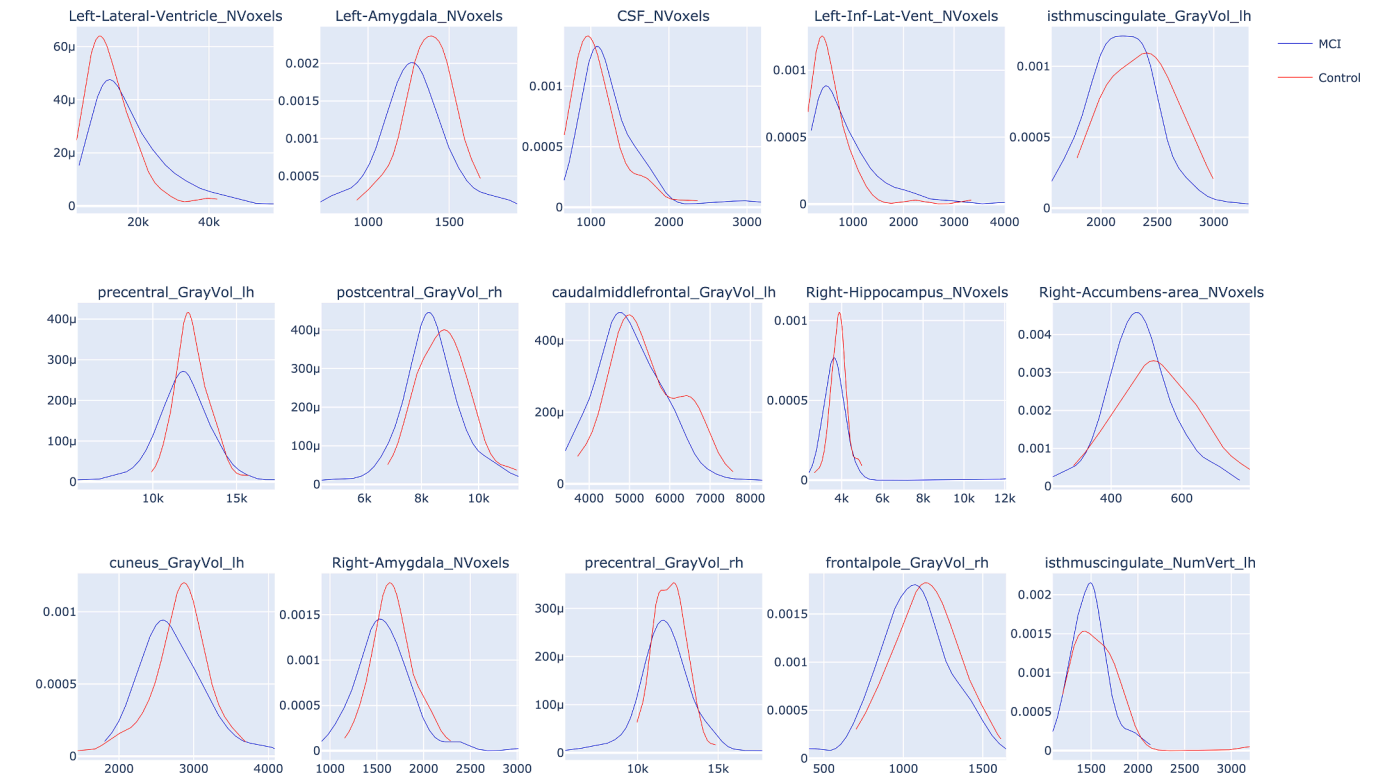 Left-Lateral-Ventricle_NVoxels Left-Amygdala_NVoxels CSF_NVoxels Left-Inf-Lat-Vent_NVoxels isthmuscingulate_GrayVol_lh
60µ 40µ 20µ 0
20k 40k
0.002 0.0015 0.001 0.0005
1000 1500
0.001 0.0005 0
1000 2000 3000
0.001 0.0005 0
1000 2000 3000 4000
0.001 0.0005 0
2000 2500 3000
MCI
Control
precentral_GrayVol_lh postcentral_GrayVol_rh caudalmiddlefrontal_GrayVol_lh Right-Hippocampus_NVoxels Right-Accumbens-area_NVoxels
400µ 300µ 200µ 100µ 0
10k 15k
400µ 300µ 200µ 100µ 0
6k 8k 10k
400µ 200µ 0
4000 5000 6000 7000 8000
0.001 0.0005 0
4k 6k 8k 10k 12k
0.004 0.003 0.002 0.001 0
400 600
cuneus_GrayVol_lh Right-Amygdala_NVoxels precentral_GrayVol_rh frontalpole_GrayVol_rh isthmuscingulate_NumVert_lh
0.001 0.0005 0
2000 3000 4000
0.0015 0.001 0.0005 0
1000 1500 2000 2500 3000
300µ 200µ 100µ 0
10k 15k
0.0015 0.001 0.0005 0
500 1000 1500
0.002 0.0015 0.001 0.0005 0
1500 2000 2500 3000